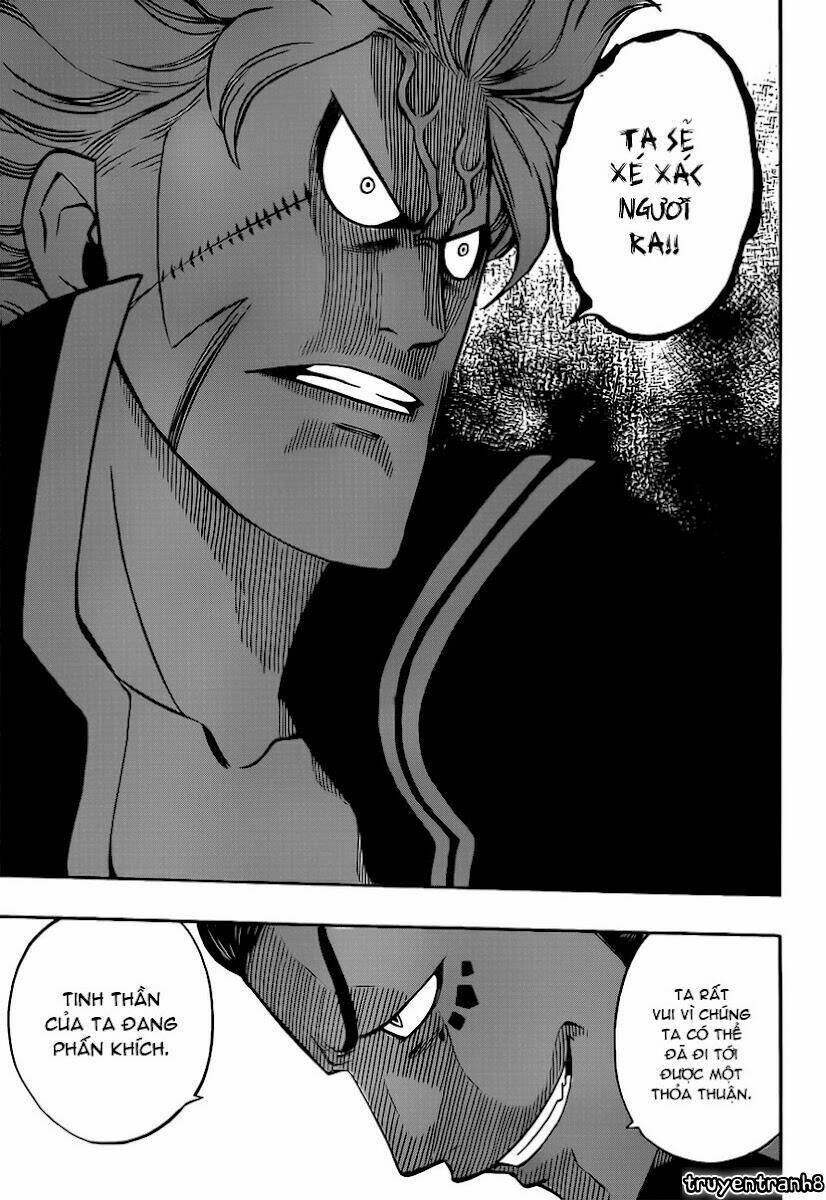 TA SẼ
XÉ XÁC
NGƯƠI
RA!!
TA RẤT
VUI VÌ CHÚNG
TA CÓ THỂ
ĐÃ ĐI TỚI
ĐƯỢC MỘT
THỎA THUẬN.
TINH THẦN
CỦA TA ĐANG
PHẤN KHÍCH.
truyentranh8